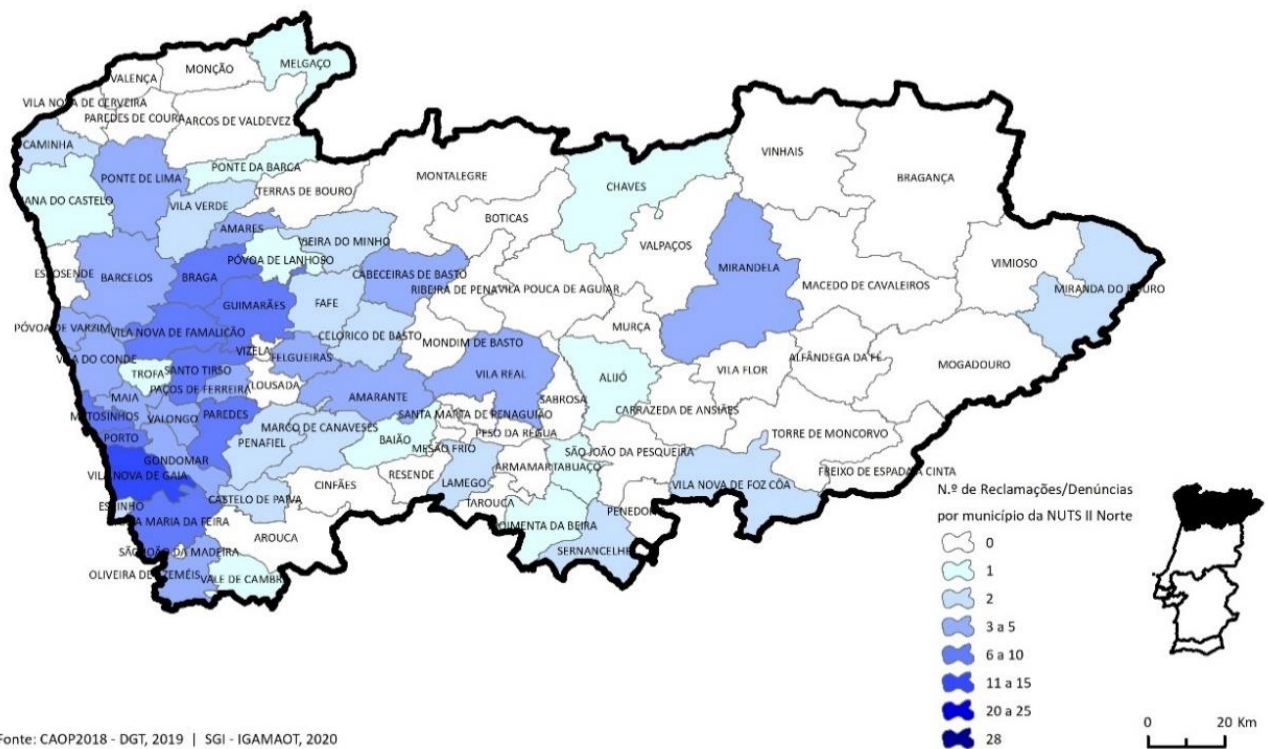 MELGAÇO
MONÇÃO
VALENÇA
VILA NOVA DE CERVEIRA
PAREDES DE COURA
ARCOS DE VALDEVEZ
CAMINHA
PONTE DA BARCA
PONTE DE LIMA
TERRAS DE BOURO
MONTALEGRE
CHAVES
VINHAIS
BRAGANÇA
ANA DO CASTELO
VILA VERDE
BOTICAS
AMARES
VIEIRA DO MINHO
VALPAÇOS
PÓVOA DE LANHOSO
VIMIOSO
ESPOSENDE
BARCELOS
BRAGA
CABECEIRAS DE BASTO
MIRANDELA
RIBEIRA DE PENA
VILA POUCA DE AGUIAR
MACEDO DE CAVALEIROS
MIRANDA DO DOURO
GUIMARÃES
FAFE
PÓVOA DE VARZIM
VILA NOVA DE FAMALICÃO
CELORICO DE BASTO
MURÇA
MONDIM DE BASTO
VIZELA
VILA DO CONDE
FELGUEIRAS
ALFÂNDEGA DA FÉ
MOGADOURO
TROFA
SANTO TIRSO
VILA REAL
ALIJÓ
VILA FLOR
PAÇOS DE FERREIRA
LOUSADA
MAIA
AMARANTE
SABROSA
CARRAZEDA DE ANSIÃES
MATOSINHOS
VALONGO
PAREDES
SANTA MARTA DE PENAGUIÃO
MARCO DE CANAVESES
PESO DA RÉGUA
TORRE DE MONCORVO
PORTO
PENAFIEL
BAIÃO
MESÃO FRIO
SÃO JOÃO DA PESQUEIRA
GONDOMAR
VILA NOVA DE GAIA
RESENDE
ARMAMAR
TABUAÇO
FREIXO DE ESPADA À CINTA
CINFÃES
LAMEGO
VILA NOVA DE FOZ CÔA
ESPINHO
CASTELO DE PAIVA
TAROUCA
PENEDON
A MARIA DA FEIRA
OIMENTA DA BEIRA
AROUCA
SERNANCELHE
SÃO JOÃO DA MADEIRA
OLIVEIRA DE AZEMÉIS
VALE DE CAMBR
N.º de Reclamações/Denúncias
por município da NUTS II Norte
0
1
2
3 a 5
6 a 10
11 a 15
20 a 25
28
0 20 Km
Fonte: CAOP2018 - DGT, 2019 | SGI - IGAMAOT, 2020